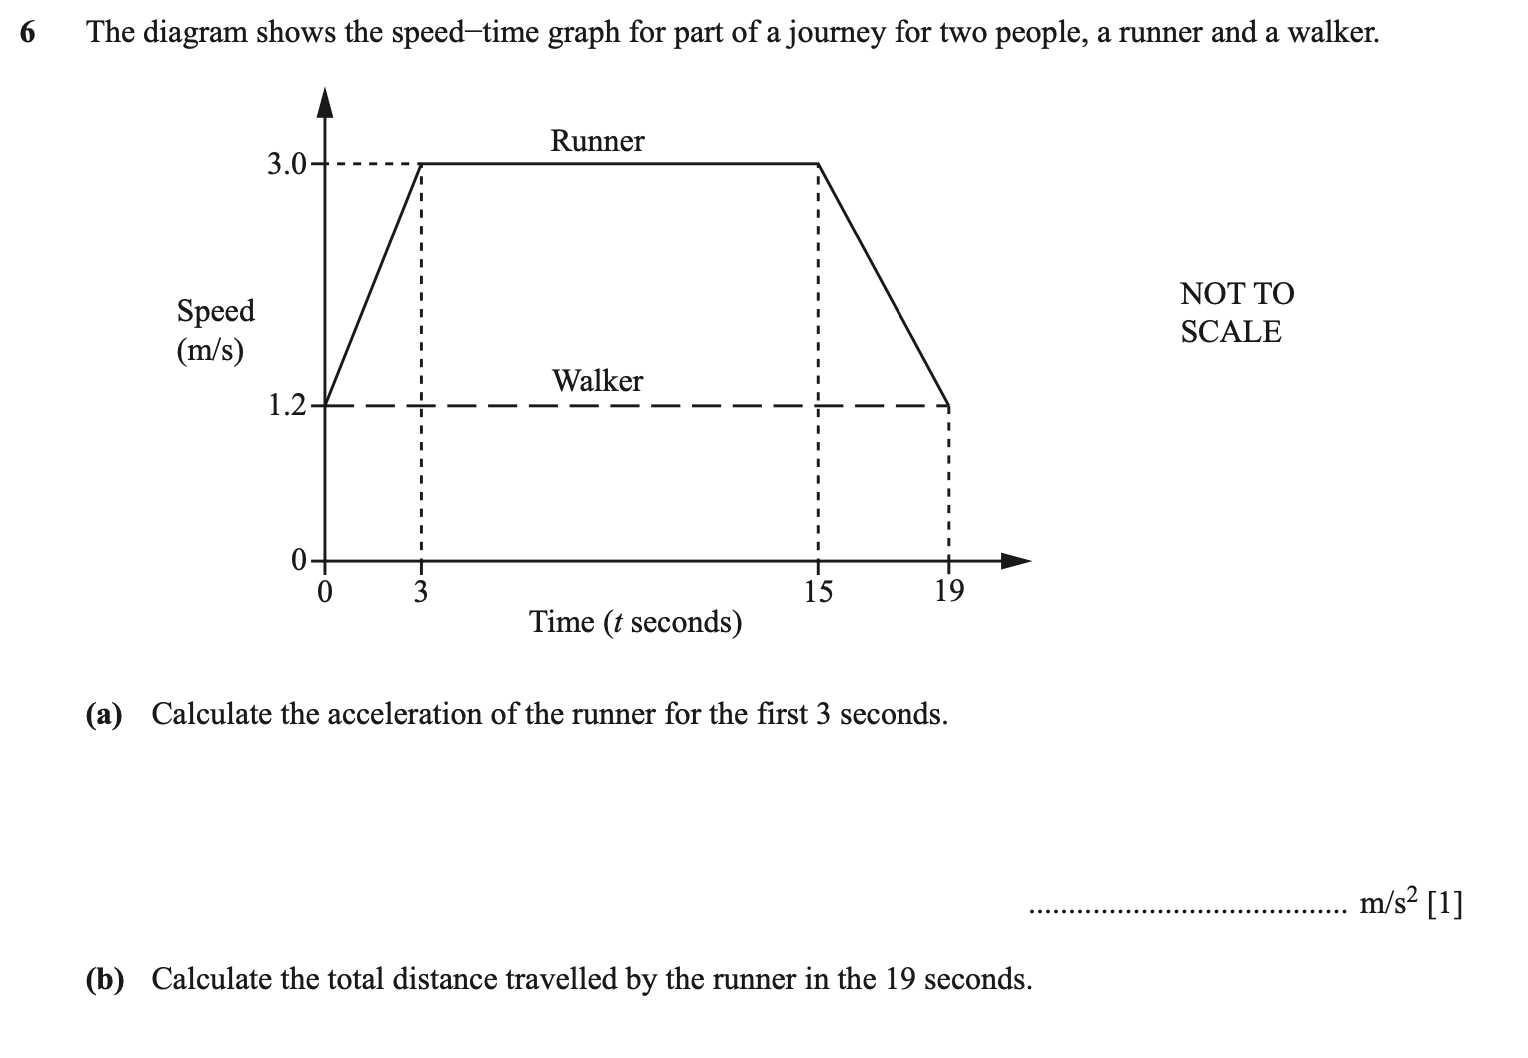 6 The diagram shows the speed–time graph for part of a journey for two people, a runner and a walker.
Runner
3.0
NOT TO
SCALE
Speed
(m/s)
Walker
1.2
0
0 3 15 19
Time (t seconds)
(a) Calculate the acceleration of the runner for the first 3 seconds.
........................................ m/s² [1]
(b) Calculate the total distance travelled by the runner in the 19 seconds.